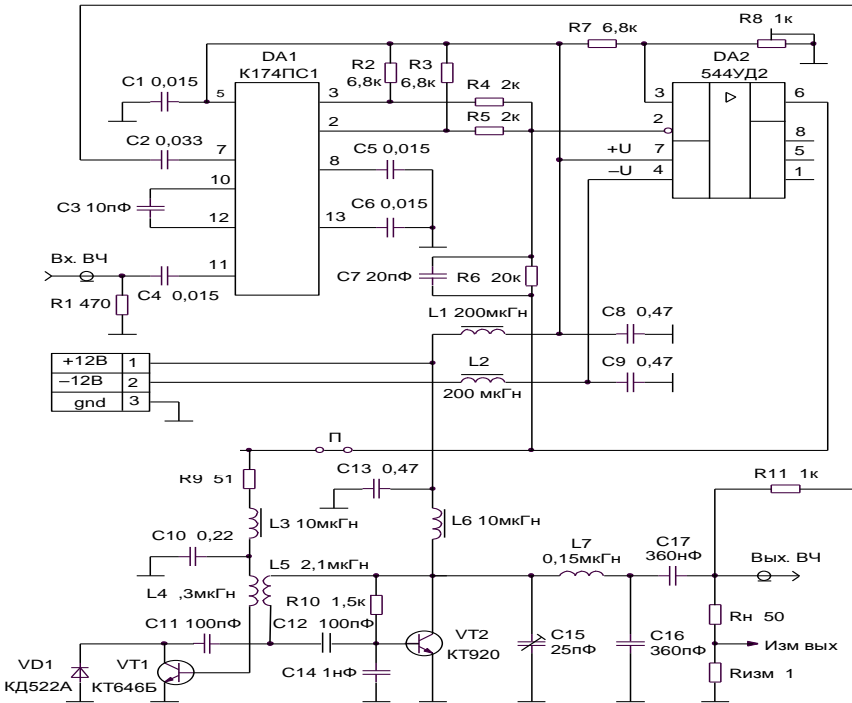 R8 1к
R7 6,8к
DA1
К174ПС1
R2
6,8к
R3
6,8к
DA2
544УД2
C1 0,015
5
3
R4 2к
3
6
2
R5 2к
2
C2 0,033
7
+U
7
8
8
C5 0,015
–U
4
5
1
10
C3 10пФ
12
13
C6 0,015
Вх. ВЧ
11
C4 0,015
R1 470
C7 20пФ
R6 20к
L1 200мкГн
C8 0,47
+12В
1
–12В
2
gnd
3
L2
200 мкГн
C9 0,47
П
R9 51
C13 0,47
R11 1к
L3 10мкГн
L6 10мкГн
C10 0,22
L7
0,15мкГн
C17
360нФ
Вых. ВЧ
L5 2,1мкГн
L4 ,3мкГн
R10 1,5к
C11 100пФ
C12 100пФ
Rн 50
VT2
КТ920
C15
25пФ
C16
360пФ
Изм вых
VD1
КД522А
VT1
КТ646Б
C14 1нФ
Rизм 1